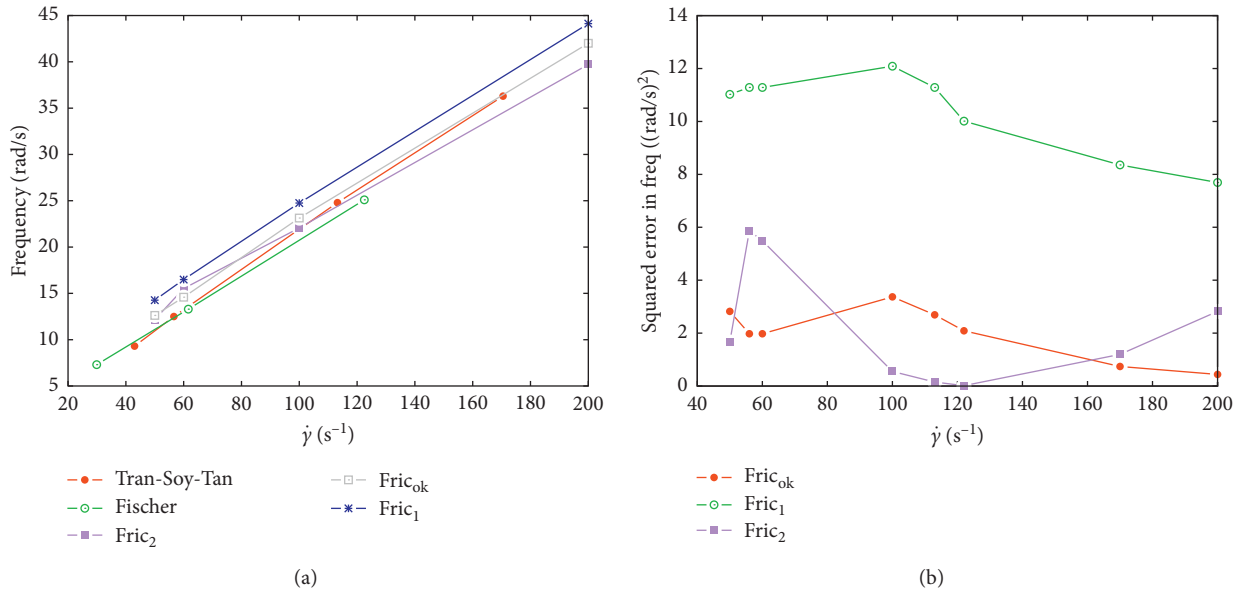 45
40
35
30
25
20
15
10
5
Frequency (rad/s)
20 40 60 80 100 120 140 160 180 200
γ̇ (s⁻¹)
Tran-Soy-Tan
Fischer
Fric₂
Fric_ok
Fric₁
(a)
14
12
10
8
6
4
2
0
Squared error in freq ((rad/s)²)
40 60 80 100 120 140 160 180 200
γ̇ (s⁻¹)
Fric_ok
Fric₁
Fric₂
(b)